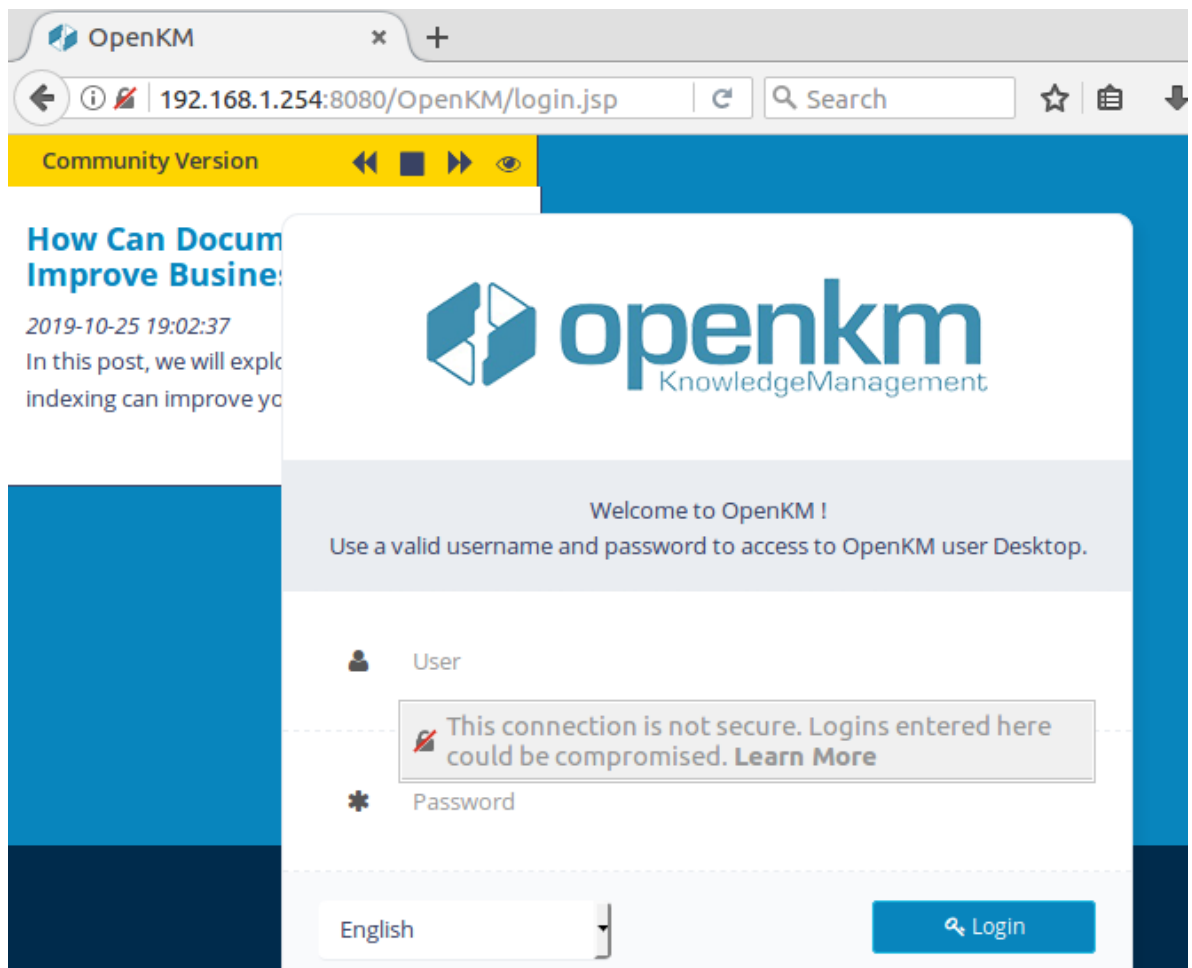 OpenKM
192.168.1.254:8080/OpenKM/login.jsp
Search
Community Version
How Can Docum
Improve Busine
2019-10-25 19:02:37
In this post, we will explo
indexing can improve yo
openkm
KnowledgeManagement
Welcome to OpenKM !
Use a valid username and password to access to OpenKM user Desktop.
User
This connection is not secure. Logins entered here
could be compromised. Learn More
Password
English
Login